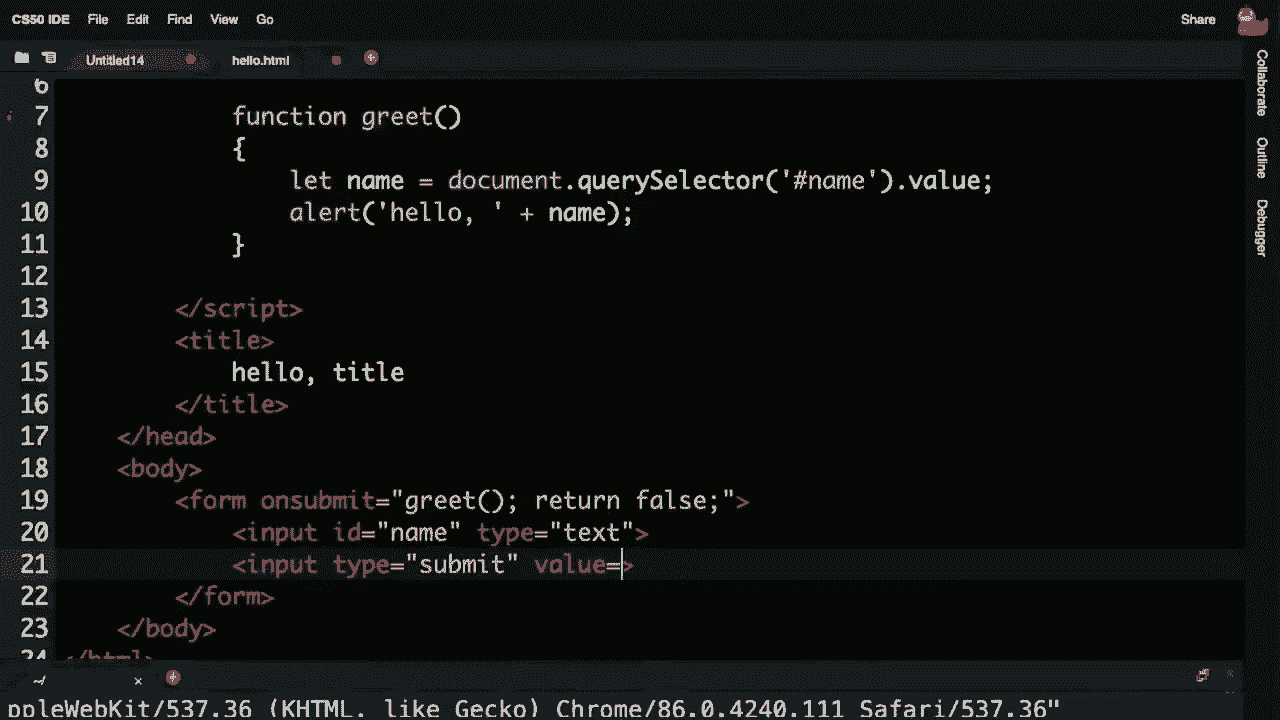 CS50 IDE File Edit Find View Go Share
Untitled14 hello.html
Collaborate
Outline
Debugger
6
7 function greet()
8 {
9 let name = document.querySelector('#name').value;
10 alert('hello, ' + name);
11 }
12
13 </script>
14 <title>
15 hello, title
16 </title>
17 </head>
18 <body>
19 <form onsubmit="greet(); return false;">
20 <input id="name" type="text">
21 <input type="submit" value=>
22 </form>
23 </body>
24 </html>
~/
ppleWebKit/537.36 (KHTML, like Gecko) Chrome/86.0.4240.111 Safari/537.36"